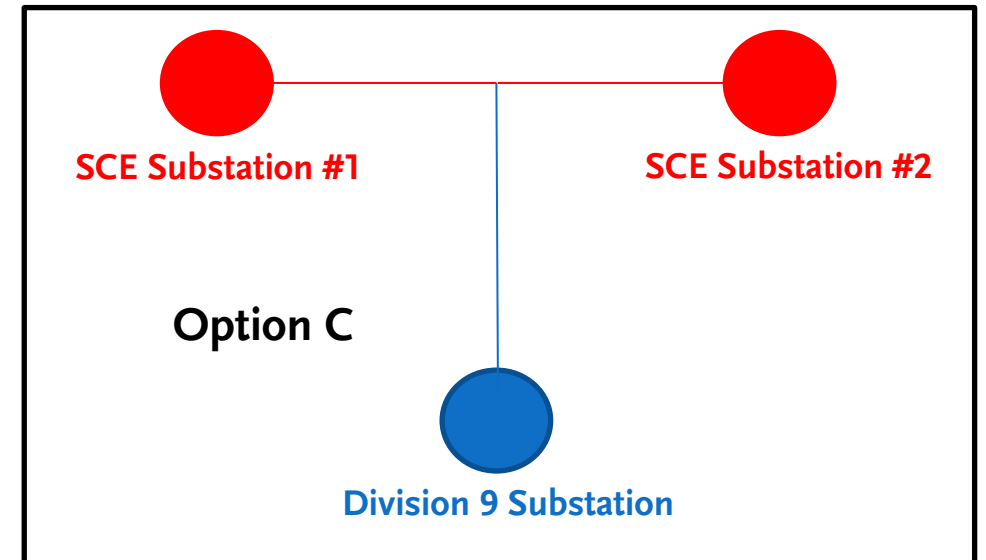 SCE Substation #1
SCE Substation #2
Option C
Division 9 Substation